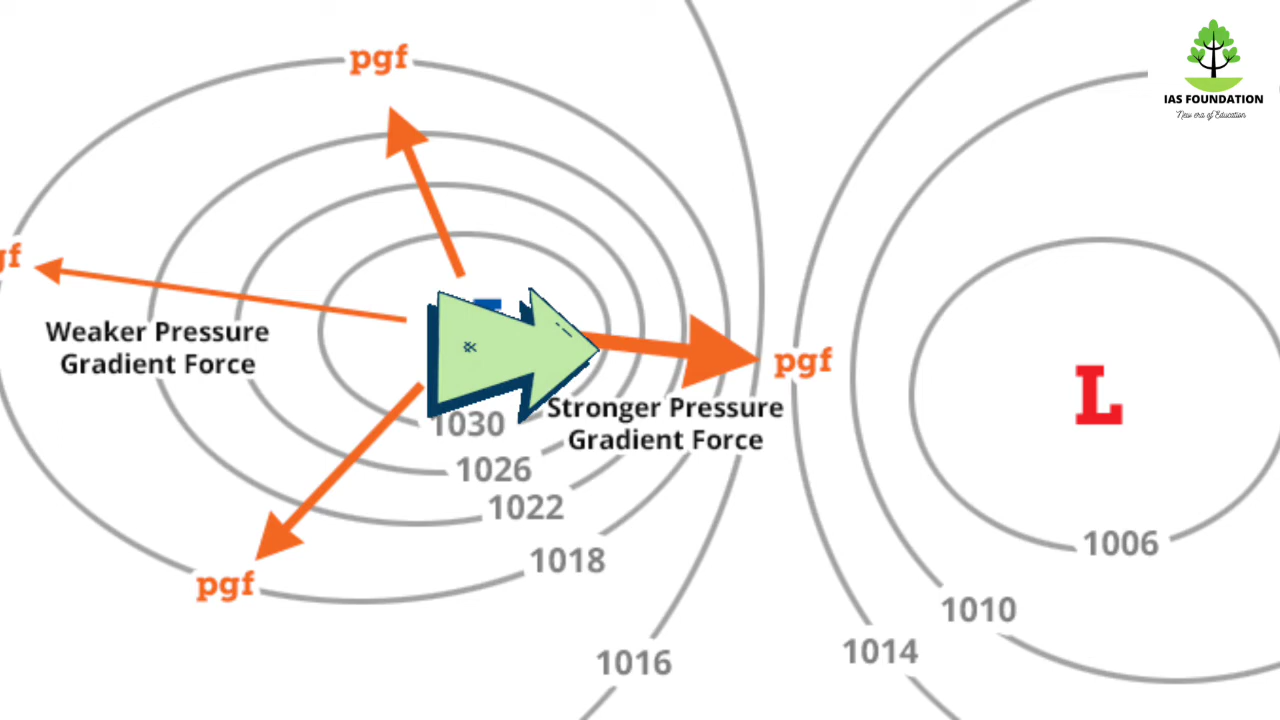 pgf
IAS FOUNDATION
New era of Education
gf
Weaker Pressure
Gradient Force
pgf
L
Stronger Pressure
Gradient Force
1030
1026
1022
1018
1006
pgf
1010
1014
1016